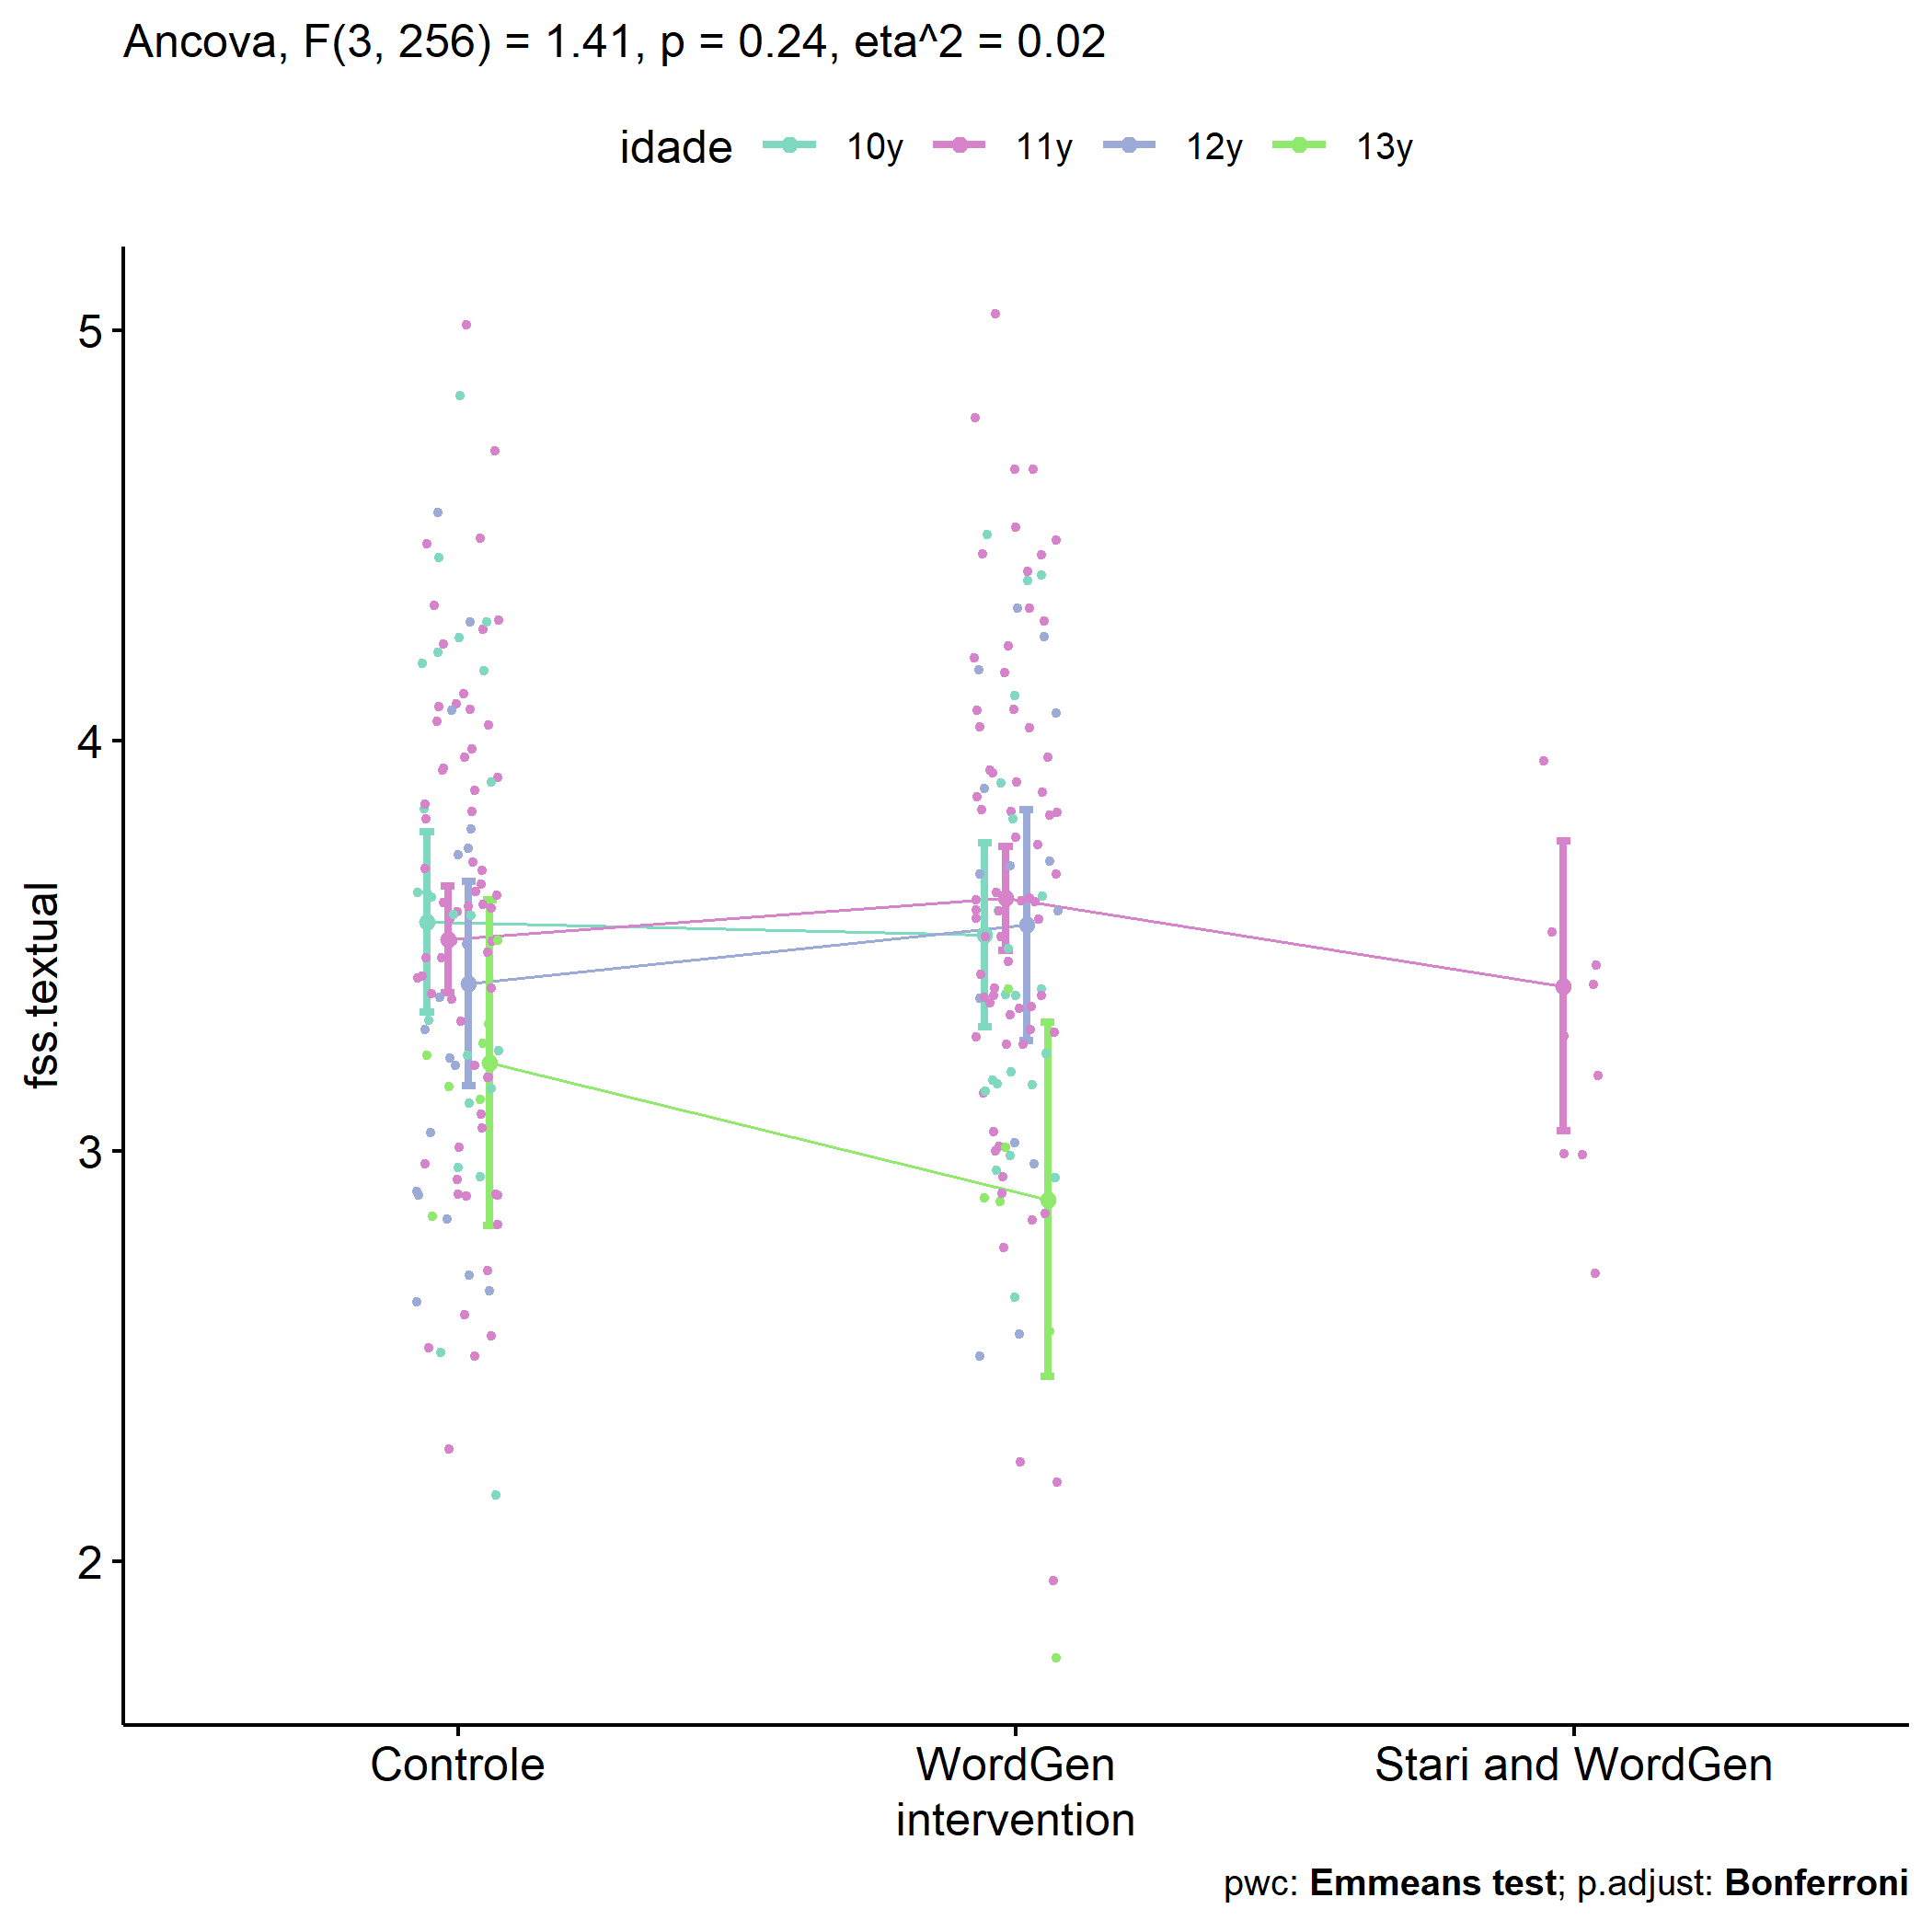 Ancova, F(3, 256) = 1.41, p = 0.24, eta^2 = 0.02
idade 10y 11y 12y 13y
5
4
3
2
fss.textual
Controle WordGen Stari and WordGen
intervention
pwc: Emmeans test; p.adjust: Bonferroni